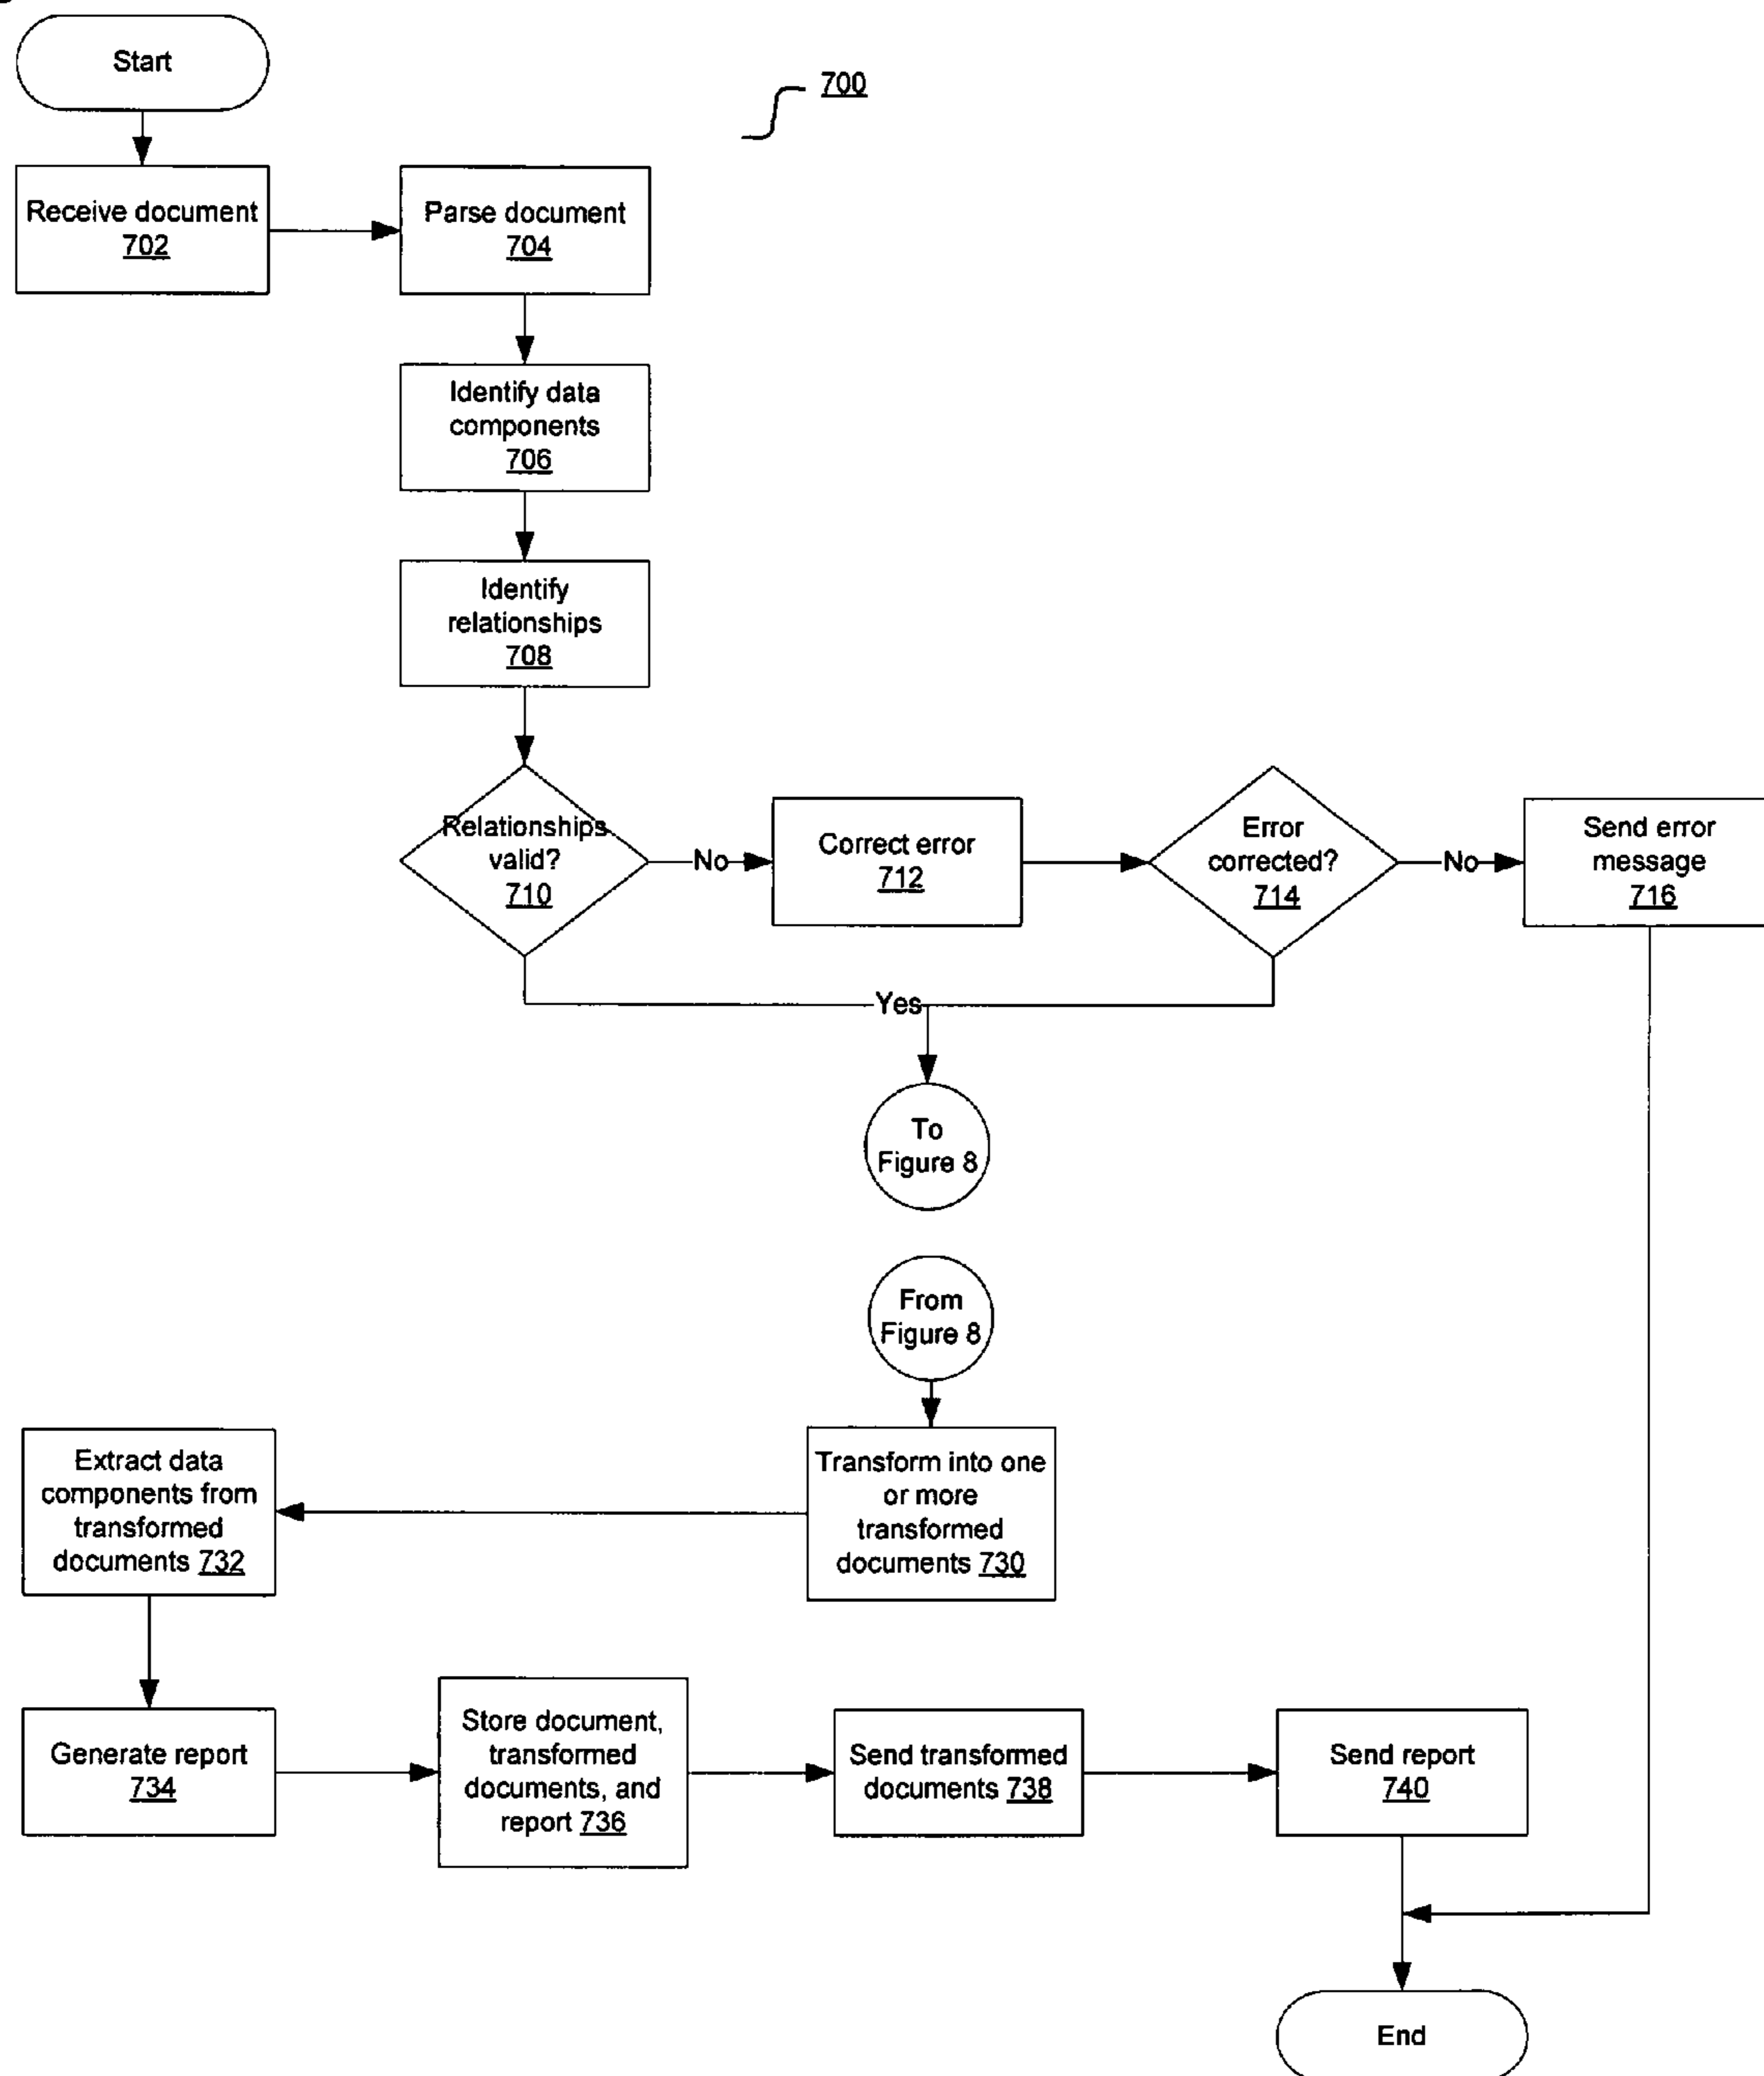 Start
700
Receive document
702
Parse document
704
Identify data
components
706
Identify
relationships
708
Relationships
valid?
710
No
Correct error
712
Error
corrected?
714
No
Send error
message
716
Yes
To
Figure 8
From
Figure 8
Transform into one
or more
transformed
documents 730
Extract data
components from
transformed
documents 732
Generate report
734
Store document,
transformed
documents, and
report 736
Send transformed
documents 738
Send report
740
End